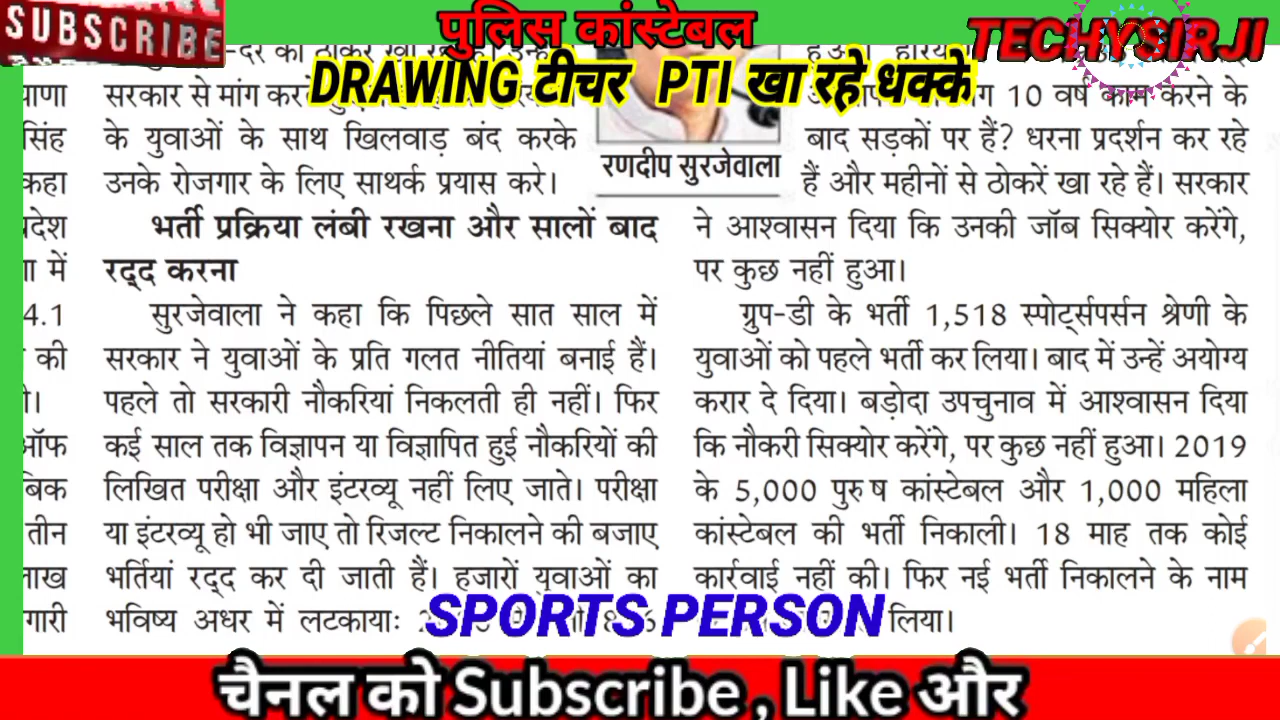 SUBSCRIBE
पुलिस कांस्टेबल
TECHYSIRJI
DRAWING टीचर PTI खा रहे धक्के
याणा
सिंह
कहा
देश
में
4.1
की
ऑफ
बिक
तीन
लाख
गारी
सरकार से मांग
के युवाओं के साथ खिलवाड़ बंद करके
उनके रोजगार के लिए सार्थक प्रयास करे।
भर्ती प्रक्रिया लंबी रखना और सालों बाद
रद्द करना
सुरजेवाला ने कहा कि पिछले सात साल में
सरकार ने युवाओं के प्रति गलत नीतियां बनाई हैं।
पहले तो सरकारी नौकरियां निकलती ही नहीं। फिर
कई साल तक विज्ञापन या विज्ञापित हुई नौकरियों की
लिखित परीक्षा और इंटरव्यू नहीं लिए जाते। परीक्षा
या इंटरव्यू हो भी जाए तो रिजल्ट निकालने की बजाए
भर्तियां रद्द कर दी जाती हैं। हजारों युवाओं का
भविष्य अधर में लटकायाः
रणदीप सुरजेवाला
10 वर्ष काम करने के
बाद सड़कों पर हैं? धरना प्रदर्शन कर रहे
हैं और महीनों से ठोकरें खा रहे हैं। सरकार
ने आश्वासन दिया कि उनकी जॉब सिक्योर करेंगे,
पर कुछ नहीं हुआ।
ग्रुप-डी के भर्ती 1,518 स्पोर्ट्सपर्सन श्रेणी के
युवाओं को पहले भर्ती कर लिया। बाद में उन्हें अयोग्य
करार दे दिया। बड़ोदा उपचुनाव में आश्वासन दिया
कि नौकरी सिक्योर करेंगे, पर कुछ नहीं हुआ। 2019
के 5,000 पुरुष कांस्टेबल और 1,000 महिला
कांस्टेबल की भर्ती निकाली। 18 माह तक कोई
कार्रवाई नहीं की। फिर नई भर्ती निकालने के नाम
लिया।
SPORTS PERSON
चैनल को Subscribe , Like और